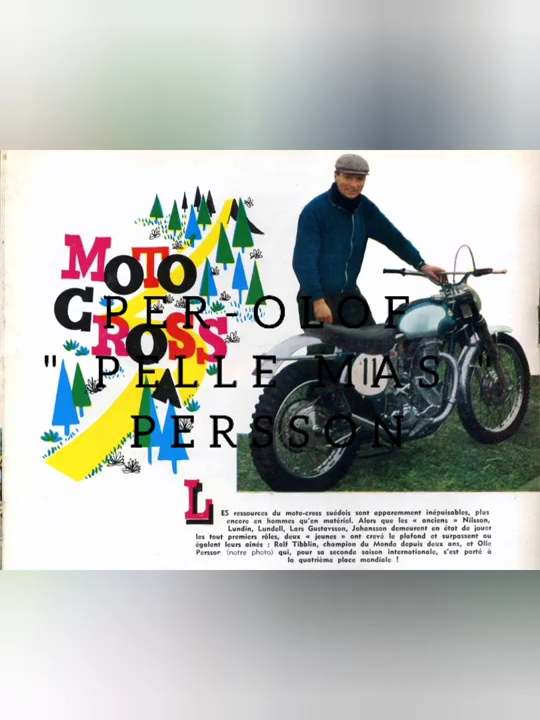 MOTO
CROSS
PER-OLOF
" PELLE MAS "
PERSSON
LES ressources du moto-cross suédois sont apparemment inépuisables, plus
encore en hommes qu'en matériel. Alors que les « anciens » Nilsson,
Lundin, Lundell, Lars Gustavsson, Johansson demeurent en état de jouer
les tout premiers rôles, deux « jeunes » ont crevé le plafond et surpassent ou
égalent leurs aînés : Rolf Tibblin, champion du Monde depuis deux ans, et Olle
Persson (notre photo) qui, pour sa seconde saison internationale, s'est porté à
la quatrième place mondiale !